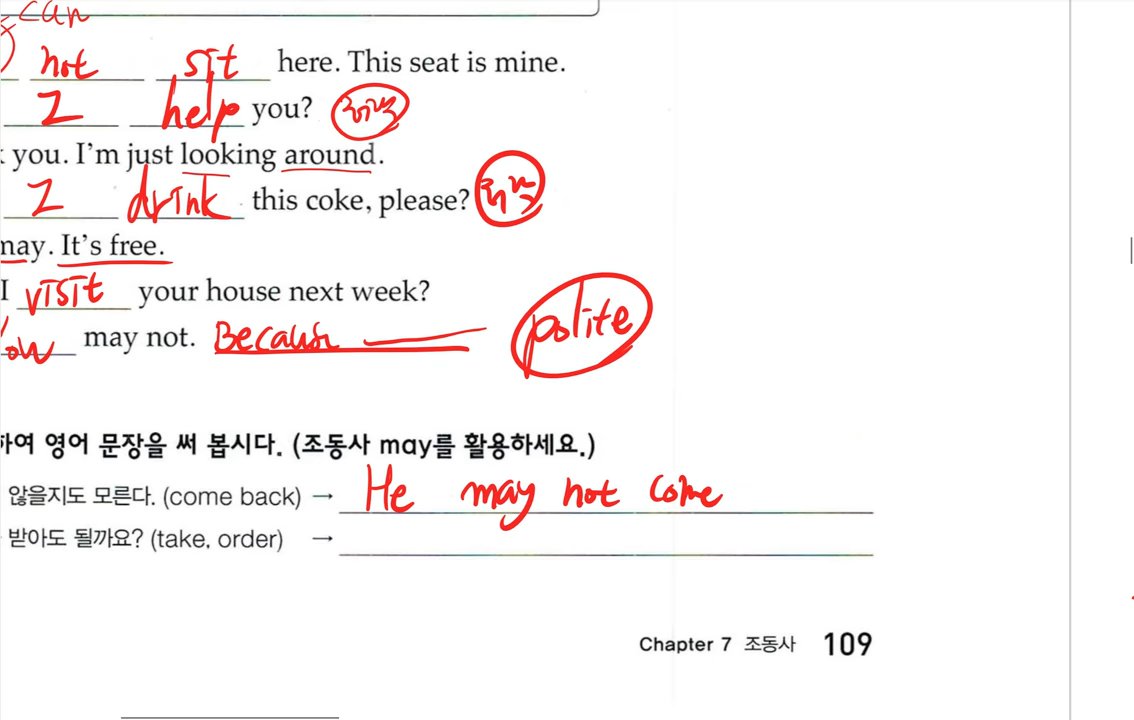 can
not sit here. This seat is mine.
I help you? 허락
you. I'm just looking around.
I drink this coke, please? 허락
may. It's free.
I visit your house next week?
may not. Because polite
하여 영어 문장을 써 봅시다. (조동사 may를 활용하세요.)
않을지도 모른다. (come back) → He may not come
받아도 될까요? (take, order) →
Chapter 7 조동사 109